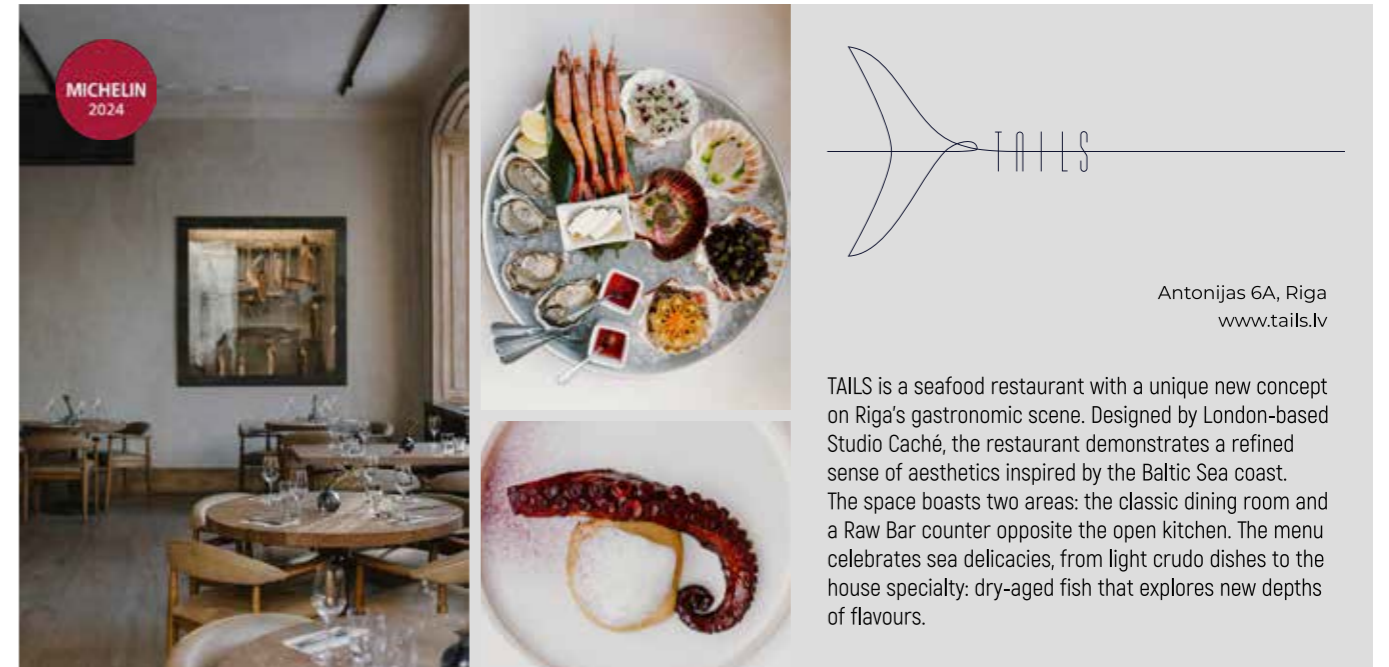 MICHELIN
2024
TAILS
Antonijas 6A, Riga
www.tails.lv
TAILS is a seafood restaurant with a unique new concept
on Riga's gastronomic scene. Designed by London-based
Studio Caché, the restaurant demonstrates a refined
sense of aesthetics inspired by the Baltic Sea coast.
The space boasts two areas: the classic dining room and
a Raw Bar counter opposite the open kitchen. The menu
celebrates sea delicacies, from light crudo dishes to the
house specialty: dry-aged fish that explores new depths
of flavours.